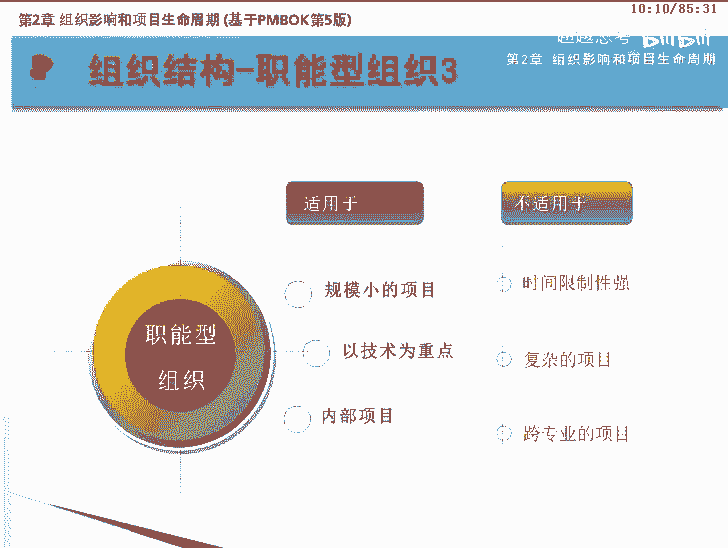 10:10/85:31
第2章 组织影响和项目生命周期 (基于PMBOK第5版)
bilibili
组织结构-职能型组织3
第2章 组织影响和项目生命周期
适用于
不适用于
规模小的项目
时间限制性强
职能型
组织
以技术为重点
复杂的项目
内部项目
跨专业的项目